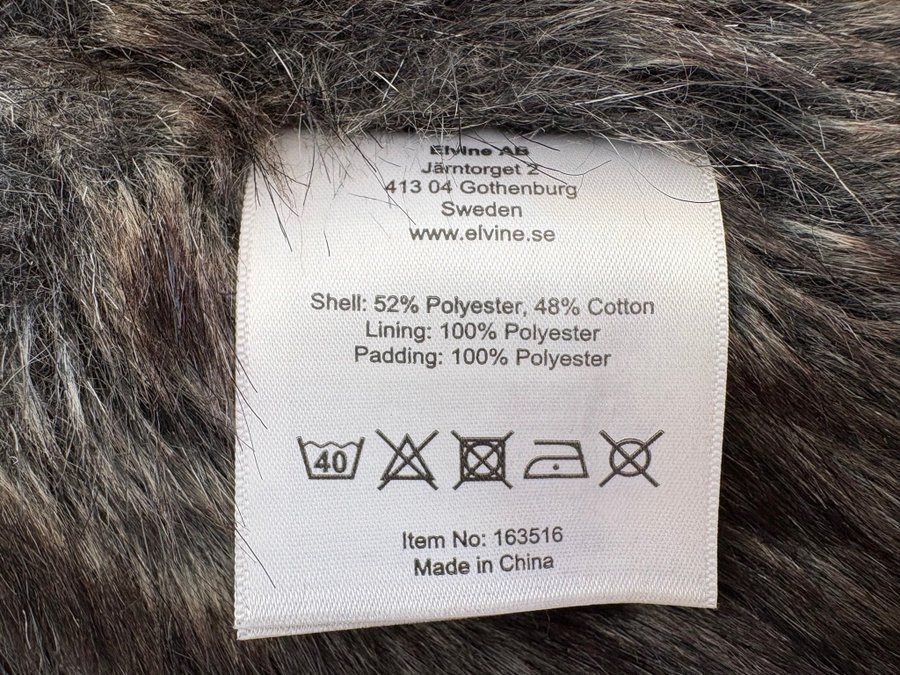 Elvine AB
Järntorget 2
413 04 Gothenburg
Sweden
www.elvine.se
Shell: 52% Polyester, 48% Cotton
Lining: 100% Polyester
Padding: 100% Polyester
40
Item No: 163516
Made in China